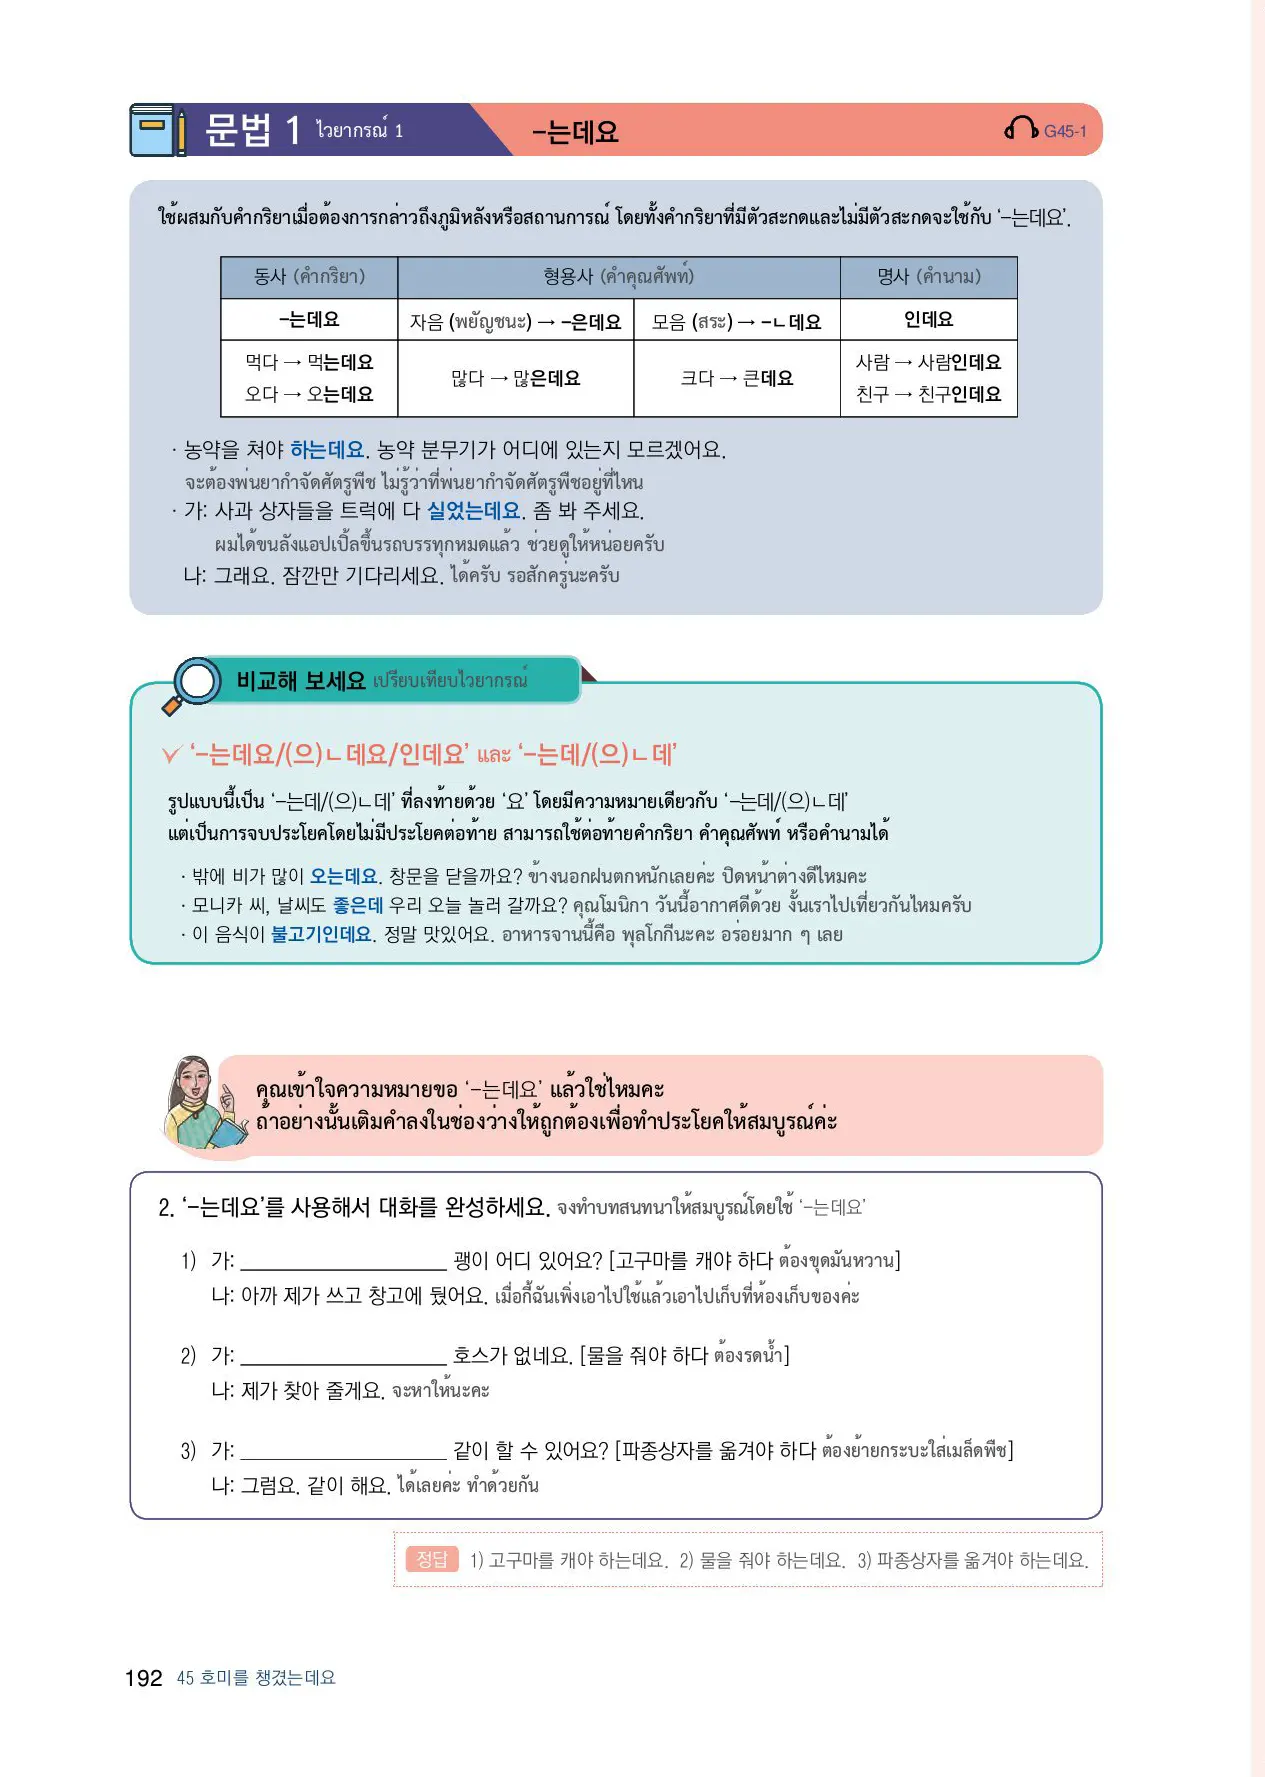 문법 1 ไวยากรณ์ 1 -는데요 G45-1
ใช้ผสมกับคำกริยาเมื่อต้องการกล่าวถึงภูมิหลังหรือสถานการณ์ โดยทั้งคำกริยาที่มีตัวสะกดและไม่มีตัวสะกดจะใช้กับ ‘-는데요’.
동사 (คำกริยา) 형용사 (คำคุณศัพท์) 명사 (คำนาม)
-는데요 자음 (พยัญชนะ) → -은데요 모음 (สระ) → -ㄴ데요 인데요
먹다 → 먹는데요
오다 → 오는데요
많다 → 많은데요
크다 → 큰데요
사람 → 사람인데요
친구 → 친구인데요
· 농약을 쳐야 하는데요. 농약 분무기가 어디에 있는지 모르겠어요.
จะต้องพ่นยากำจัดศัตรูพืช ไม่รู้ว่าที่พ่นยากำจัดศัตรูพืชอยู่ที่ไหน
· 가: 사과 상자들을 트럭에 다 실었는데요. 좀 봐 주세요.
ผมได้ขนลังแอปเปิ้ลขึ้นรถบรรทุกหมดแล้ว ช่วยดูให้หน่อยครับ
나: 그래요. 잠깐만 기다리세요. ได้ครับ รอสักครู่นะครับ
비교해 보세요 เปรียบเทียบไวยากรณ์
‘-는데요/(으)ㄴ데요/인데요’ และ ‘-는데/(으)ㄴ데’
รูปแบบนี้เป็น ‘-는데/(으)ㄴ데’ ที่ลงท้ายด้วย ‘요’ โดยมีความหมายเดียวกับ ‘-는데/(으)ㄴ데’
แต่เป็นการจบประโยคโดยไม่มีประโยคต่อท้าย สามารถใช้ต่อท้ายคำกริยา คำคุณศัพท์ หรือคำนามได้
· 밖에 비가 많이 오는데요. 창문을 닫을까요? ข้างนอกฝนตกหนักเลยค่ะ ปิดหน้าต่างดีไหมคะ
· 모니카 씨, 날씨도 좋은데 우리 오늘 놀러 갈까요? คุณโมนิกา วันนี้อากาศดีด้วย งั้นเราไปเที่ยวกันไหมครับ
· 이 음식이 불고기인데요. 정말 맛있어요. อาหารจานนี้คือ พุลโกกีนะคะ อร่อยมาก ๆ เลย
คุณเข้าใจความหมายขอ ‘-는데요’ แล้วใช่ไหมคะ
ถ้าอย่างนั้นเติมคำลงในช่องว่างให้ถูกต้องเพื่อทำประโยคให้สมบูรณ์ค่ะ
2. ‘-는데요’를 사용해서 대화를 완성하세요. จงทำบทสนทนาให้สมบูรณ์โดยใช้ ‘-는데요’
1) 가: ____________________ 괭이 어디 있어요? [고구마를 캐야 하다 ต้องขุดมันหวาน]
나: 아까 제가 쓰고 창고에 뒀어요. เมื่อกี้ฉันเพิ่งเอาไปใช้แล้วเอาไปเก็บที่ห้องเก็บของค่ะ
2) 가: ____________________ 호스가 없네요. [물을 줘야 하다 ต้องรดน้ำ]
나: 제가 찾아 줄게요. จะหาให้นะคะ
3) 가: ____________________ 같이 할 수 있어요? [파종상자를 옮겨야 하다 ต้องย้ายกระบะใส่เมล็ดพืช]
나: 그럼요. 같이 해요. ได้เลยค่ะ ทำด้วยกัน
정답 1) 고구마를 캐야 하는데요. 2) 물을 줘야 하는데요. 3) 파종상자를 옮겨야 하는데요.
192 45 호미를 챙겼는데요